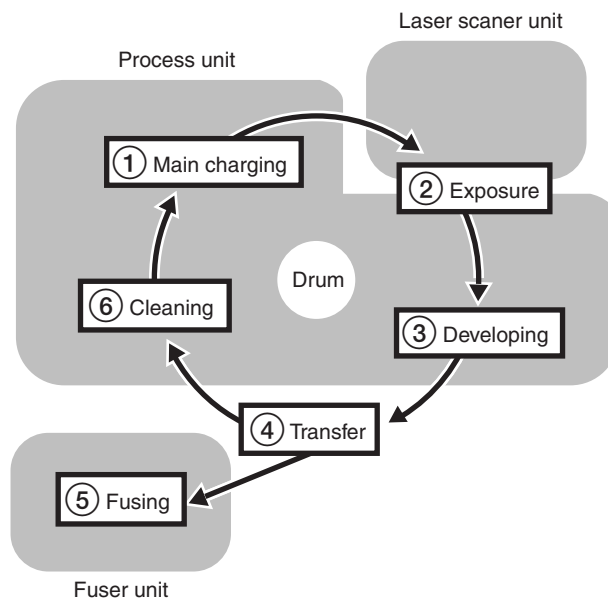 Laser scaner unit
Process unit
1 Main charging
2 Exposure
Drum
6 Cleaning
3 Developing
4 Transfer
5 Fusing
Fuser unit